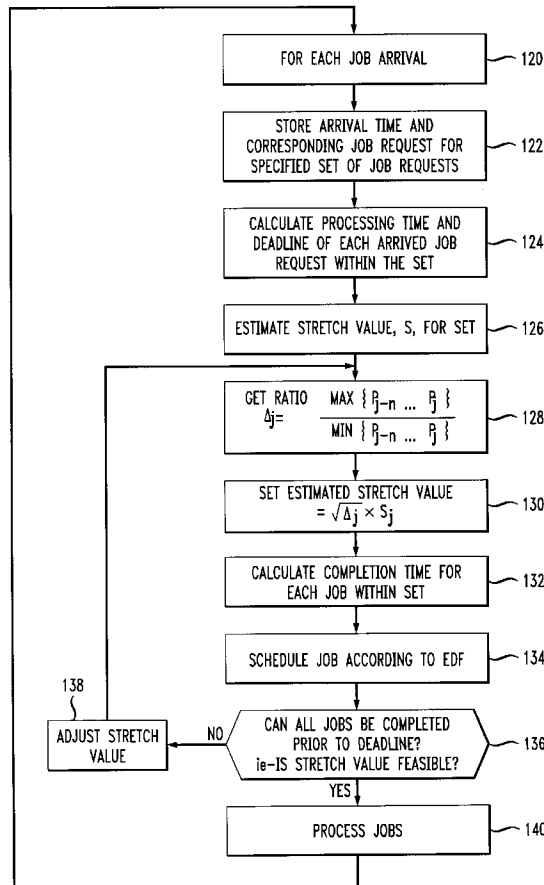 FOR EACH JOB ARRIVAL
120
STORE ARRIVAL TIME AND
CORRESPONDING JOB REQUEST FOR
SPECIFIED SET OF JOB REQUESTS
122
CALCULATE PROCESSING TIME AND
DEADLINE OF EACH ARRIVED JOB
REQUEST WITHIN THE SET
124
ESTIMATE STRETCH VALUE, S, FOR SET
126
GET RATIO
Δj= MAX { Pj-n ... Pj }
MIN { Pj-n ... Pj }
128
SET ESTIMATED STRETCH VALUE
= √Δj × Sj
130
CALCULATE COMPLETION TIME FOR
EACH JOB WITHIN SET
132
SCHEDULE JOB ACCORDING TO EDF
134
CAN ALL JOBS BE COMPLETED
PRIOR TO DEADLINE?
ie-IS STRETCH VALUE FEASIBLE?
136
NO
138
ADJUST STRETCH
VALUE
YES
PROCESS JOBS
140